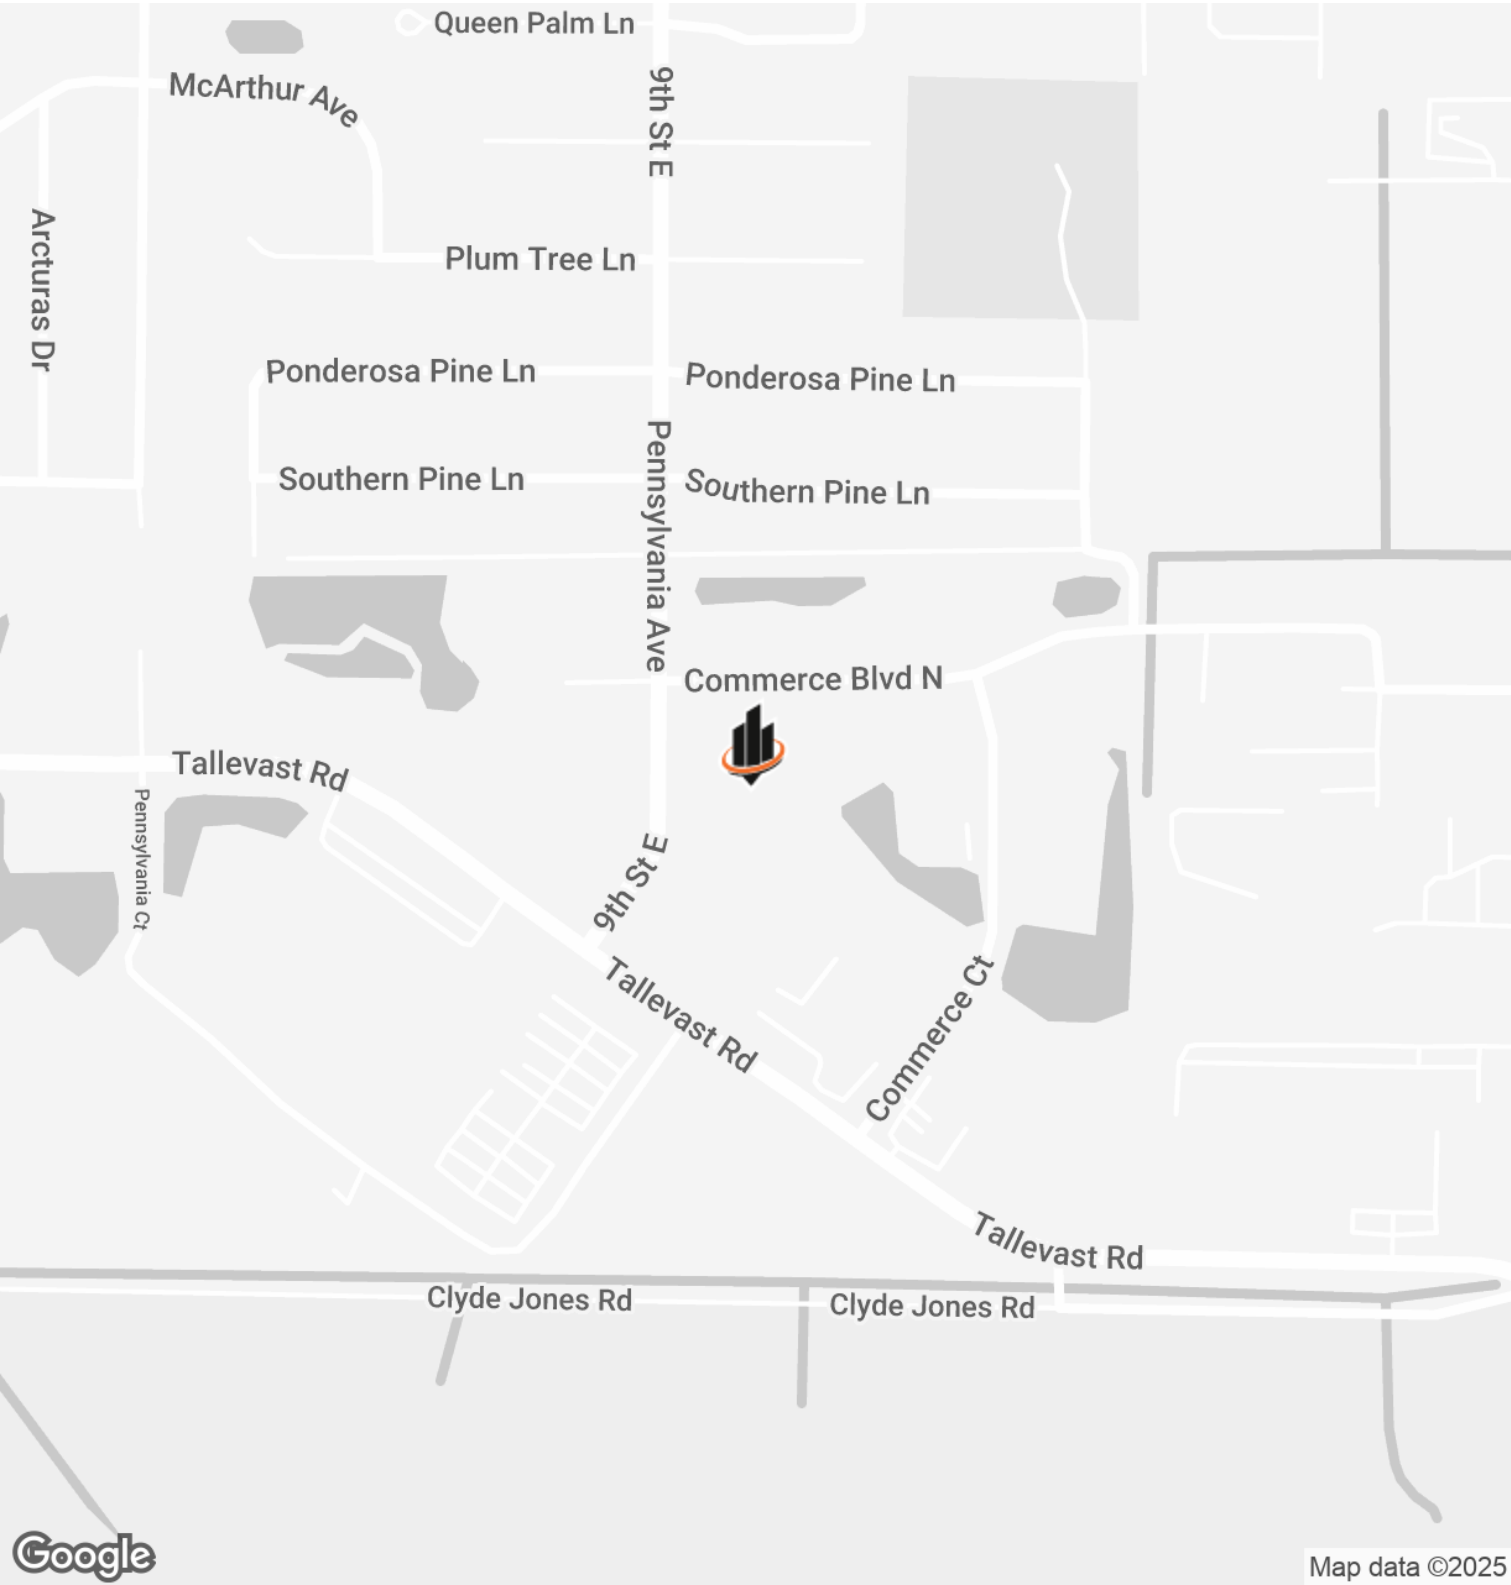 Queen Palm Ln
McArthur Ave
9th St E
Arcturas Dr
Plum Tree Ln
Ponderosa Pine Ln
Ponderosa Pine Ln
Pennsylvania Ave
Southern Pine Ln
Southern Pine Ln
Commerce Blvd N
Tallevast Rd
Pennsylvania Ct
9th St E
Tallevast Rd
Commerce Ct
Tallevast Rd
Clyde Jones Rd
Clyde Jones Rd
Google
Map data ©2025